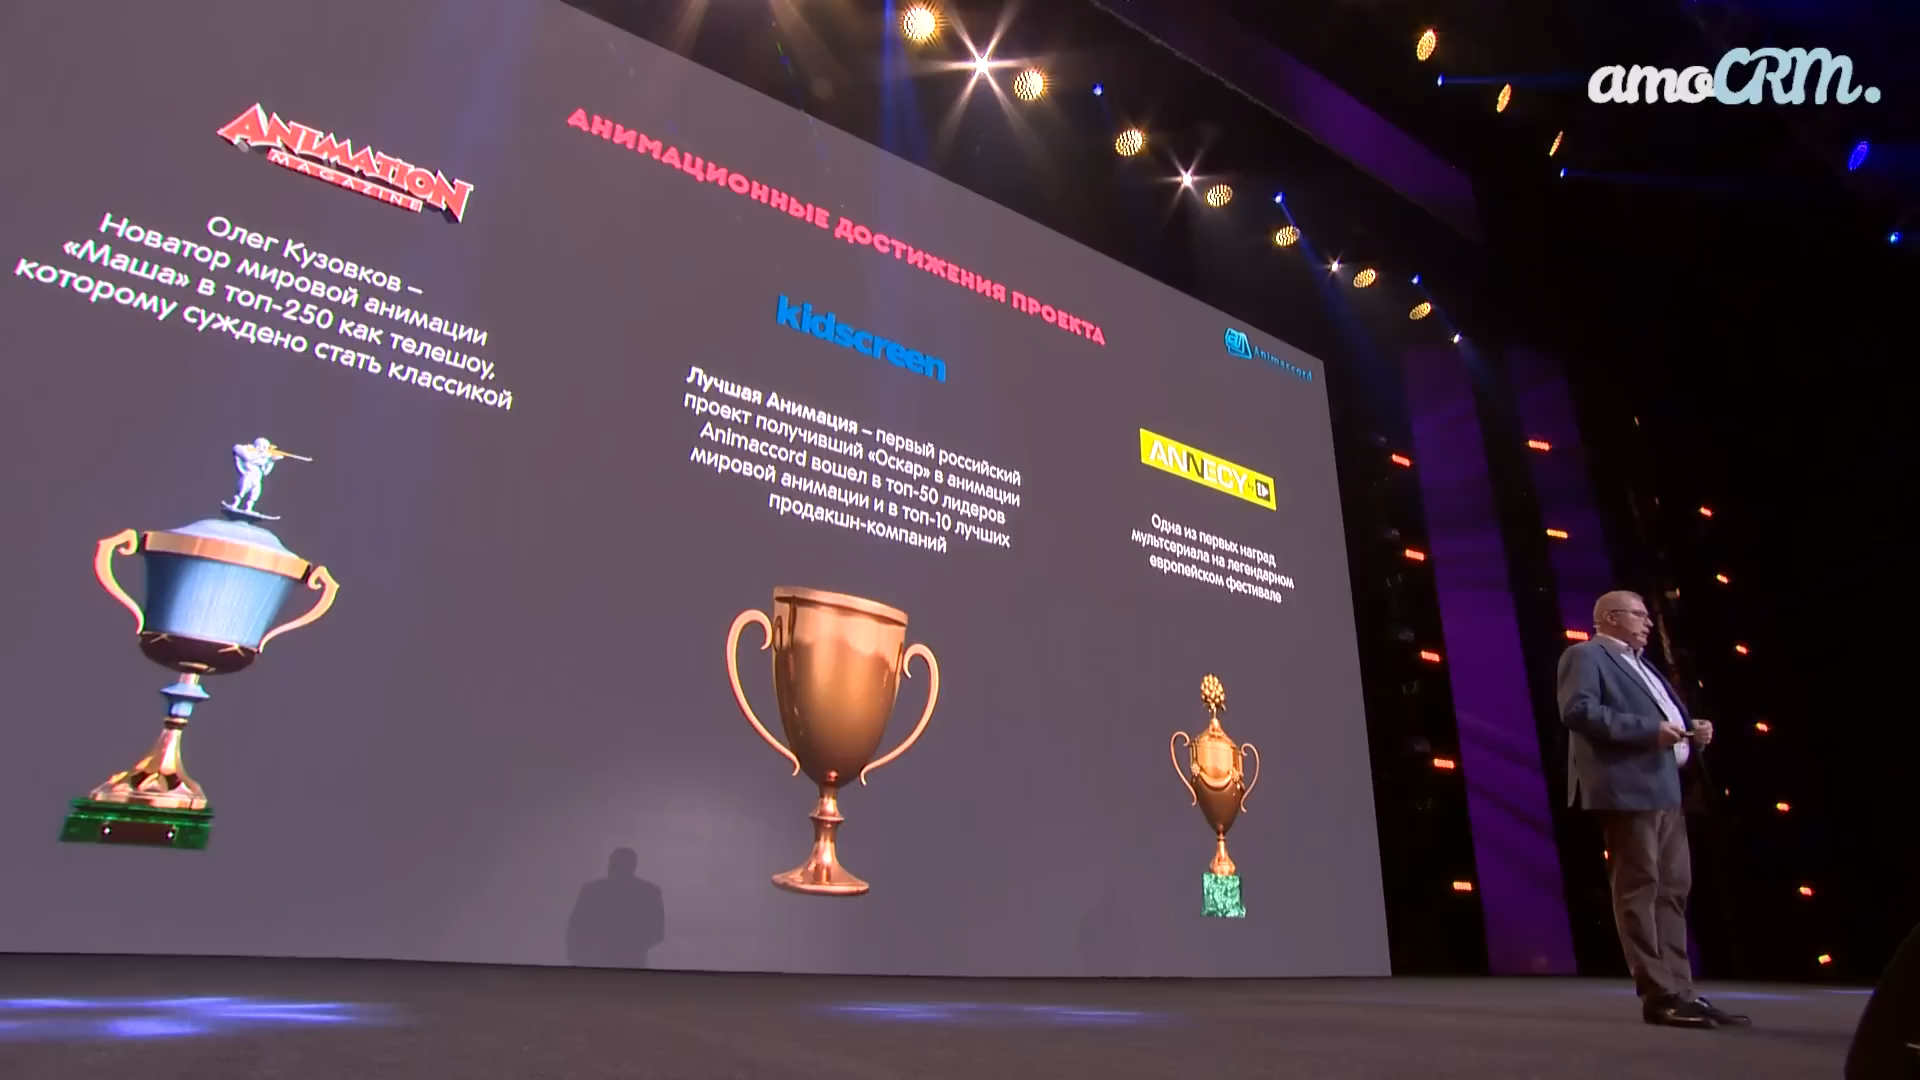 amoCRM.
АНИМАЦИОННЫЕ ДОСТИЖЕНИЯ ПРОЕКТА
ANIMATION
MAGAZINE
Олег Кузовков –
Новатор мировой анимации
«Маша» в топ-250 как телешоу,
которому суждено стать классикой
kidscreen
Лучшая Анимация – первый российский
проект получивший «Оскар» в анимации
Animaccord вошел в топ-50 лидеров
мировой анимации и в топ-10 лучших
продакшн-компаний
Animaccord
ANNECY
Одна из первых наград
мультсериала на легендарном
европейском фестивале